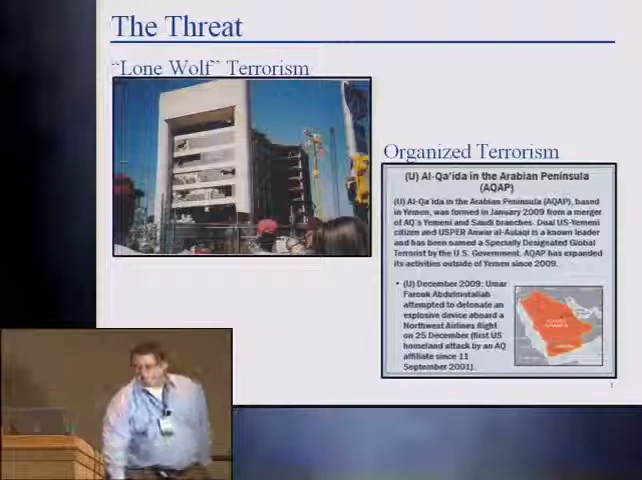 The Threat
"Lone Wolf" Terrorism
Organized Terrorism
(U) Al-Qa'ida in the Arabian Peninsula
(AQAP)
(U) Al-Qa'ida in the Arabian Peninsula (AQAP), based
in Yemen, was formed in January 2009 from a merger
of AQ's Yemeni and Saudi branches. Dual US-Yemeni
citizen and USPER Anwar al-Aulaqi is a known leader
and has been named a Specially Designated Global
Terrorist by the U.S. Government. AQAP has expanded
its activities outside of Yemen since 2009.
• (U) December 2009: Umar
Farouk Abdulmutallab
attempted to detonate an
explosive device aboard a
Northwest Airlines flight
on 25 December (first US
homeland attack by an AQ
affiliate since 11
September 2001).
1